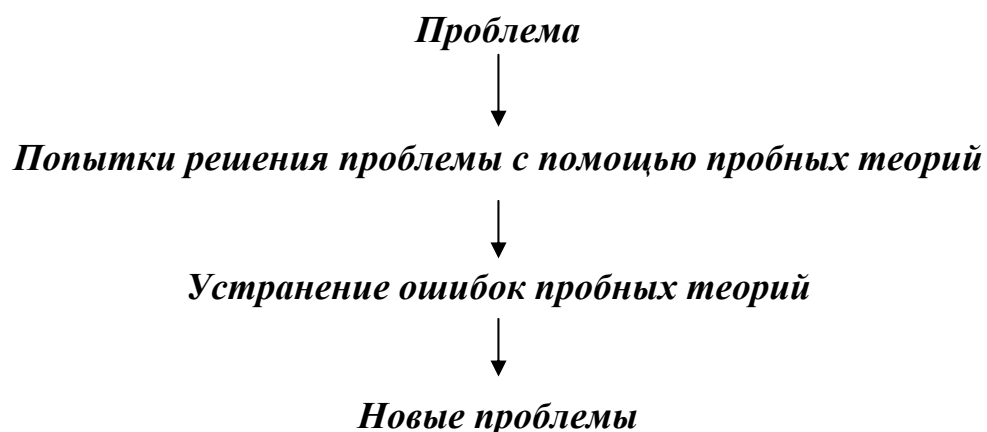 Проблема
Попытки решения проблемы с помощью пробных теорий
Устранение ошибок пробных теорий
Новые проблемы